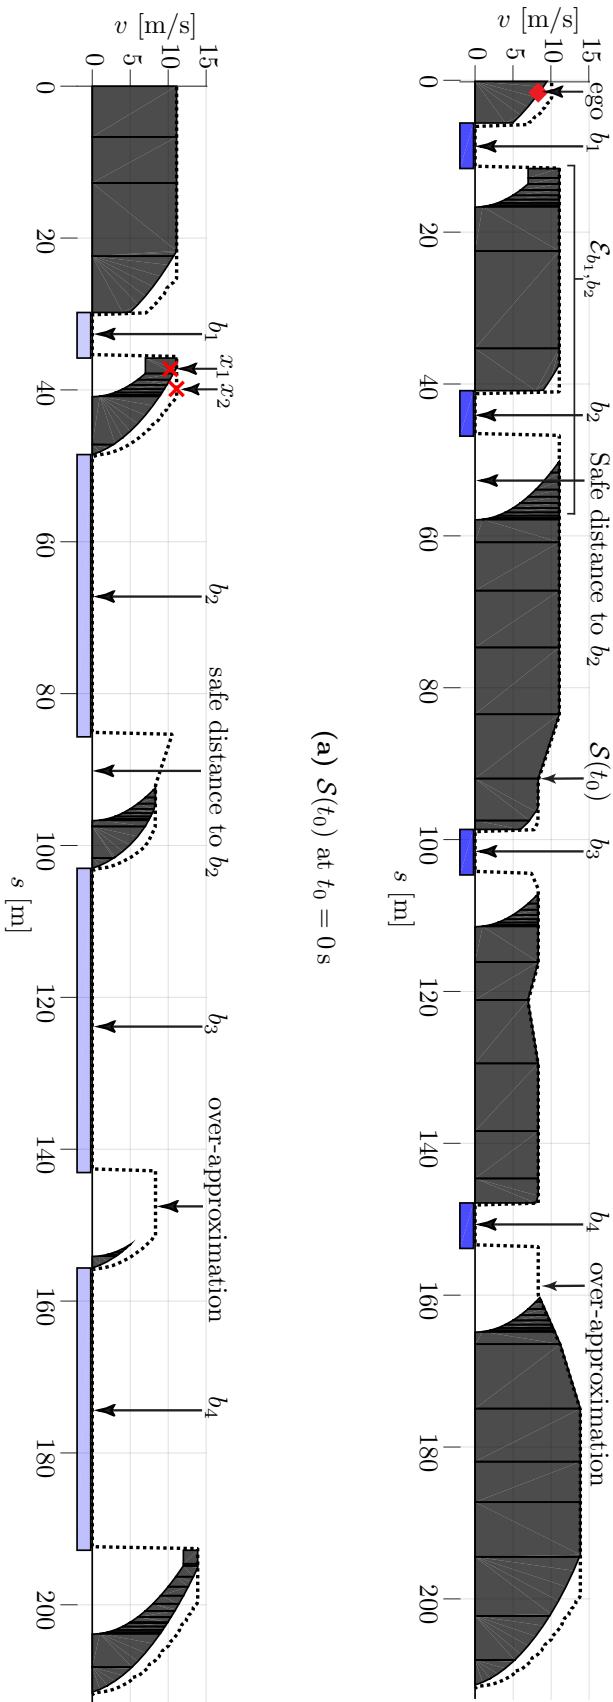 ego b₁ 𝓔_{b₁,b₂} b₂ Safe distance to b₂ 𝓢(t₀) b₃ b₄ over-approximation
v [m/s]
15
10
5
0
0 20 40 60 80 100 120 140 160 180 200
s [m]
(a) 𝓢(t₀) at t₀ = 0 s
b₁ x₁ x₂ b₂ safe distance to b₂ b₃ over-approximation b₄
v [m/s]
15
10
5
0
0 20 40 60 80 100 120 140 160 180 200
s [m]